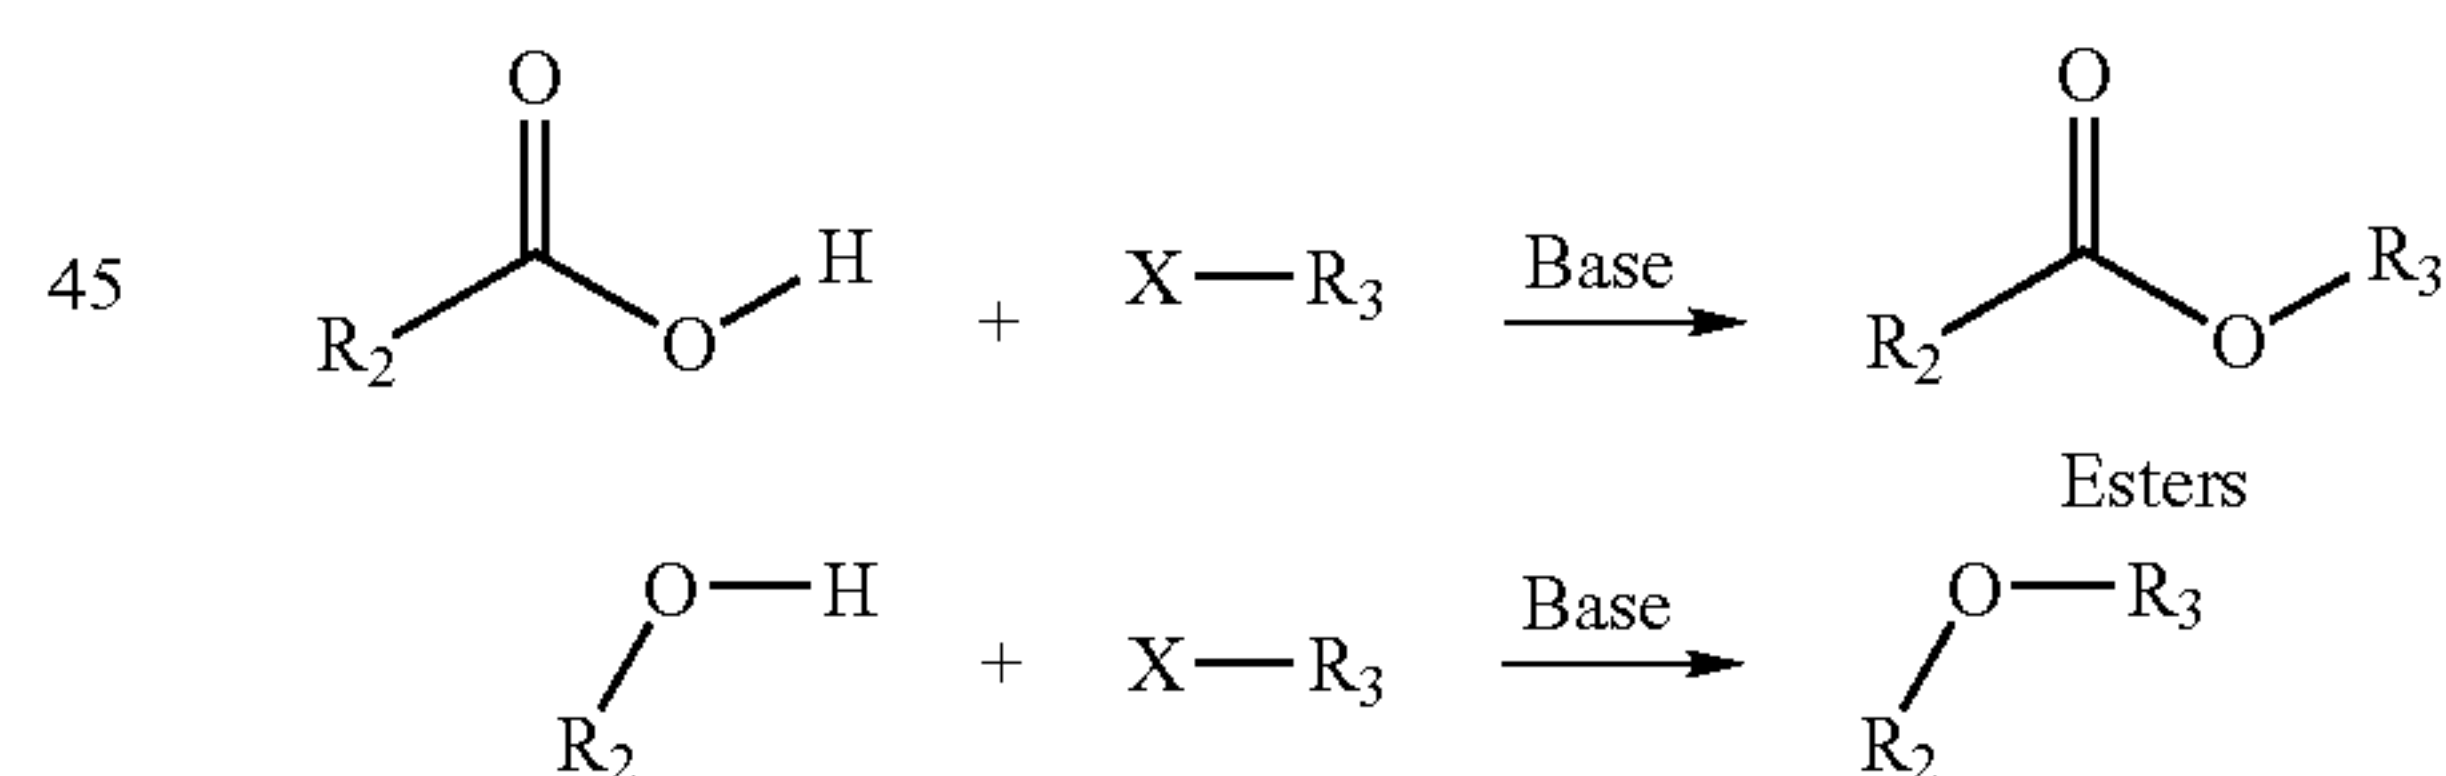 O O
45 R2 O H + X—R3 Base R2 O R3
Esters
O—H Base O—R3
R2 + X—R3 R2